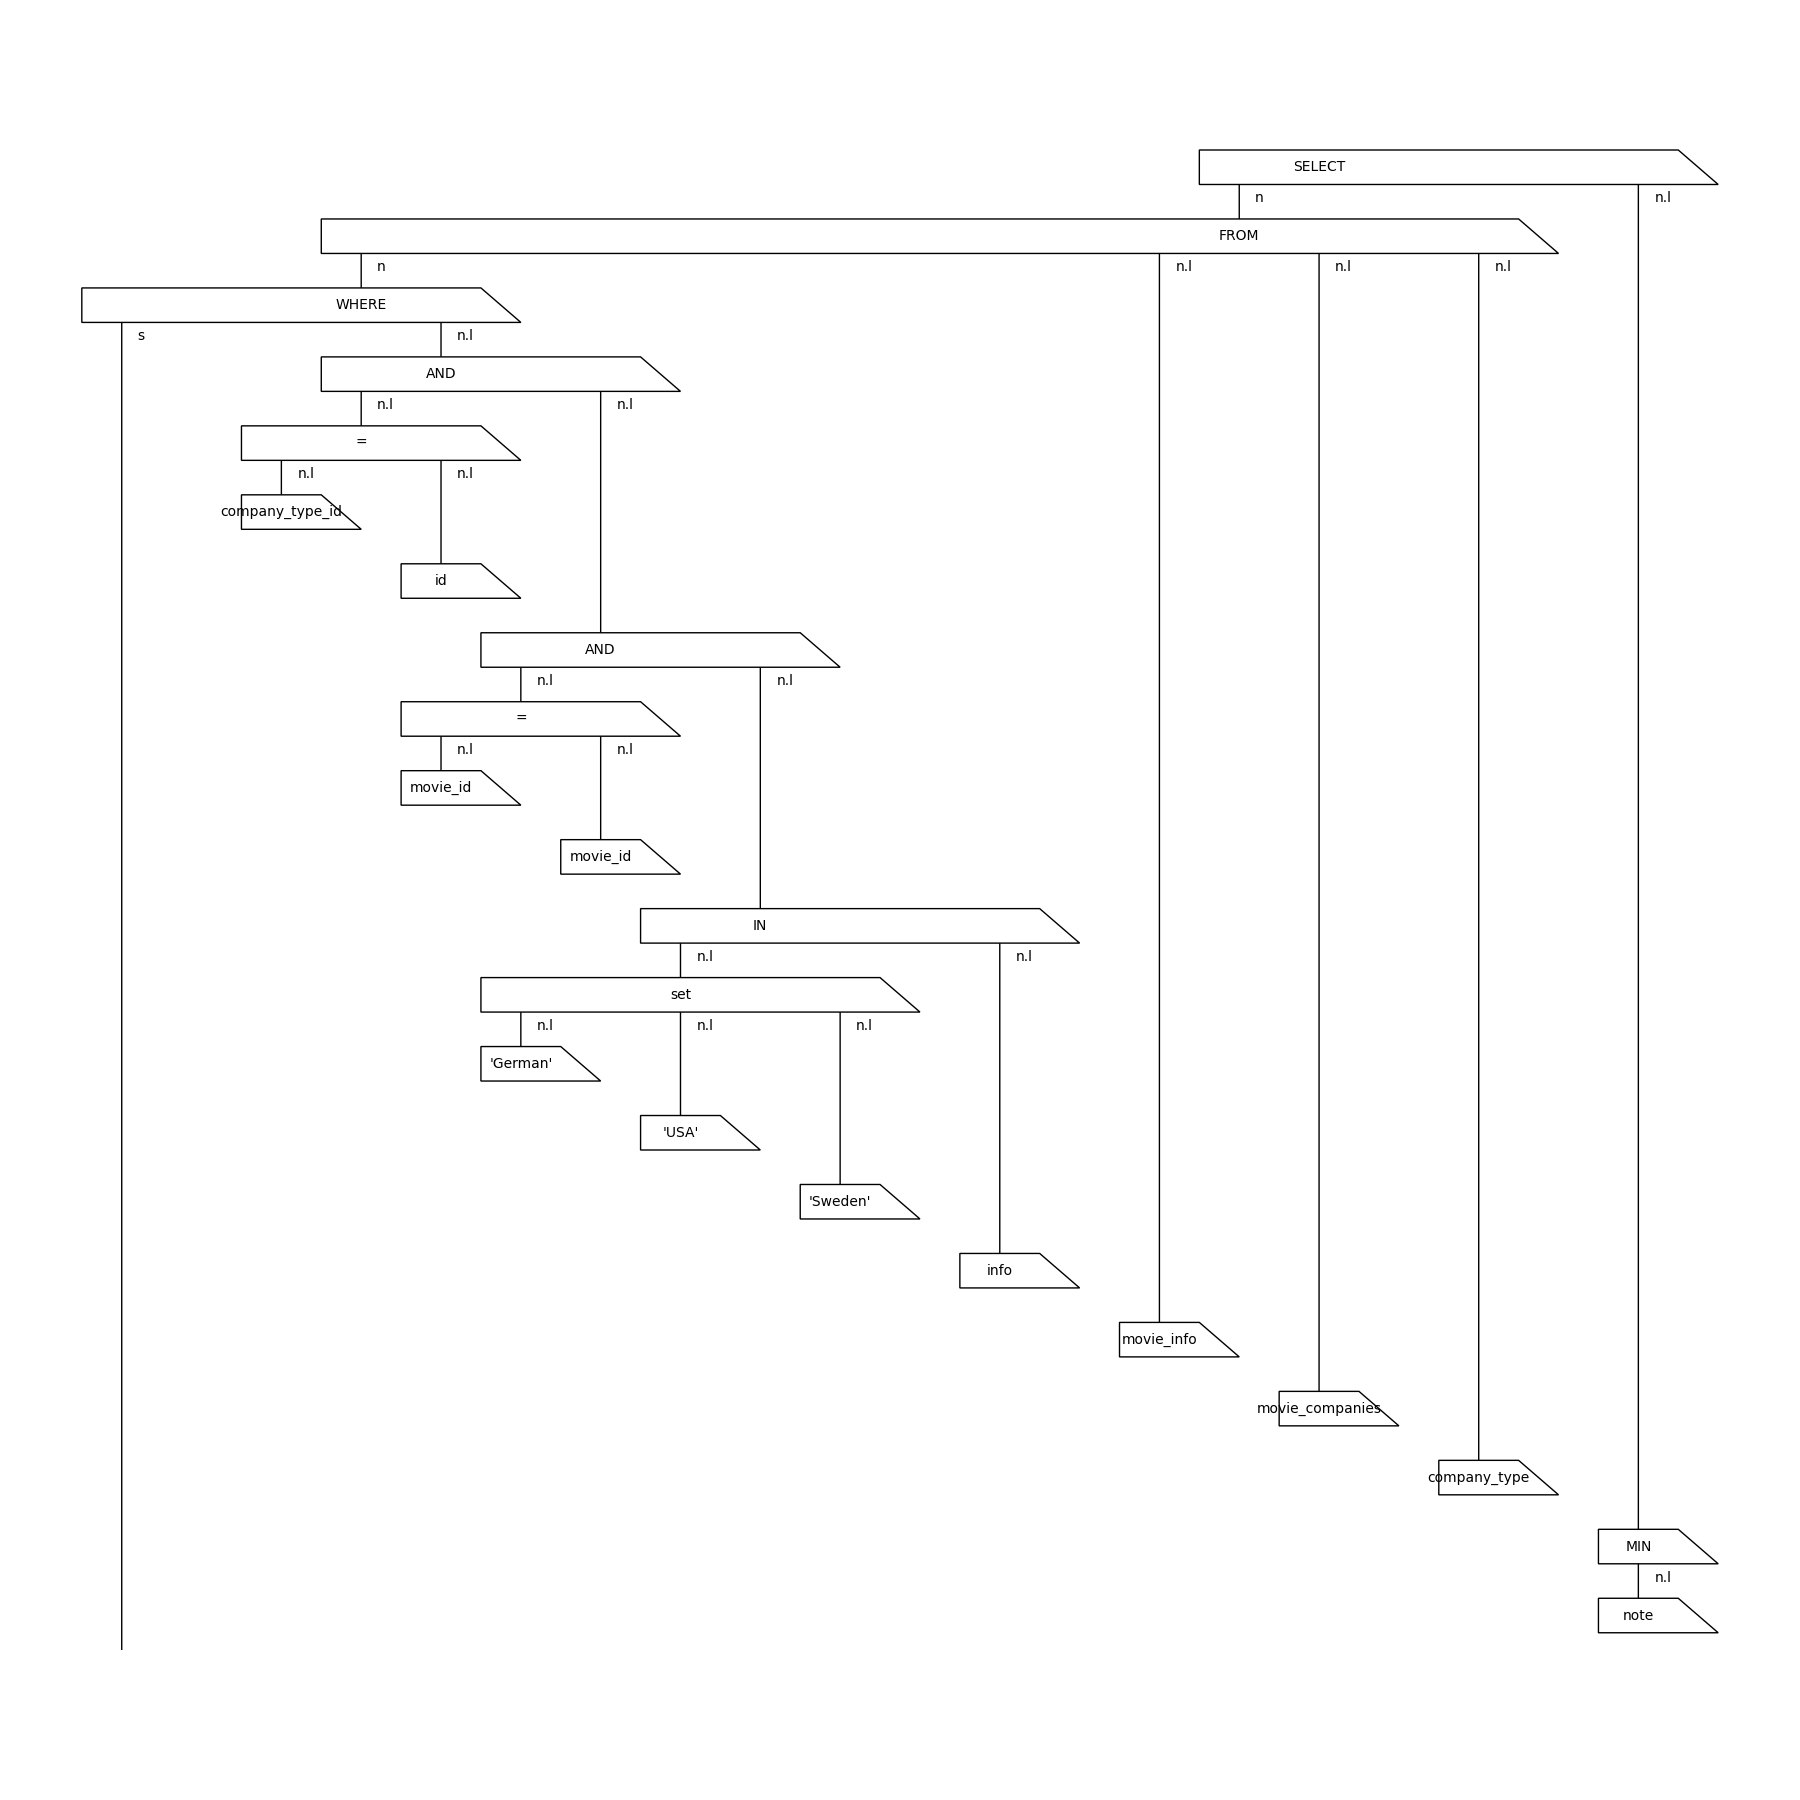 SELECT
n n.l
FROM
n n.l n.l n.l
WHERE
s n.l
AND
n.l n.l
=
n.l n.l
company_type_id
id
AND
n.l n.l
=
n.l n.l
movie_id
movie_id
IN
n.l n.l
set
n.l n.l n.l
'German'
'USA'
'Sweden'
info
movie_info
movie_companies
company_type
MIN
n.l
note